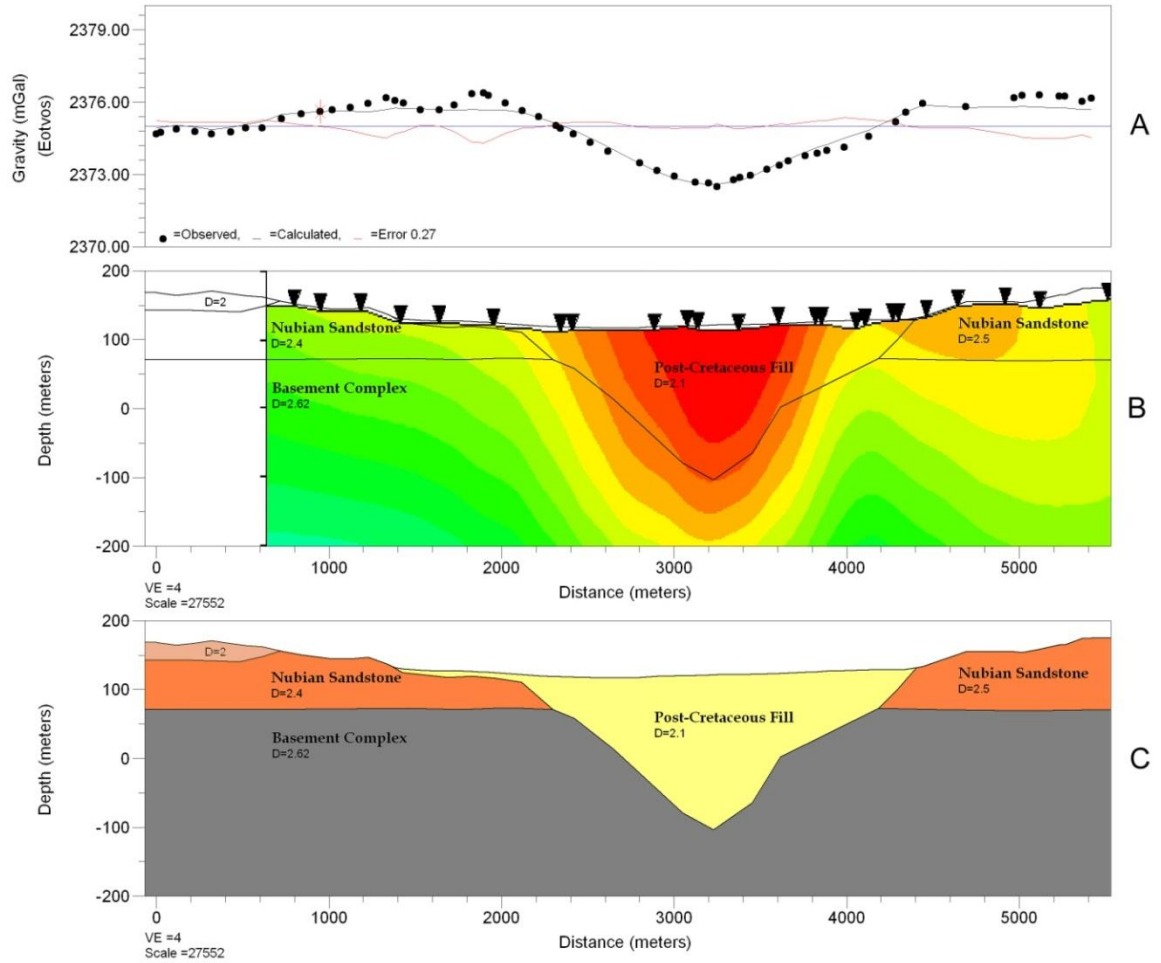 2379.00
2376.00
2373.00
2370.00
Gravity (mGal)
(Eotvos)
=Observed, =Calculated, =Error 0.27
A
200
100
0
-100
-200
Depth (meters)
D=2
Nubian Sandstone
D=2.4
Basement Complex
D=2.62
Post-Cretaceous Fill
D=2.1
Nubian Sandstone
D=2.5
B
0 1000 2000 3000 4000 5000
Distance (meters)
VE =4
Scale =27552
200
100
0
-100
-200
Depth (meters)
D=2
Nubian Sandstone
D=2.4
Basement Complex
D=2.62
Post-Cretaceous Fill
D=2.1
Nubian Sandstone
D=2.5
C
0 1000 2000 3000 4000 5000
Distance (meters)
VE =4
Scale =27552